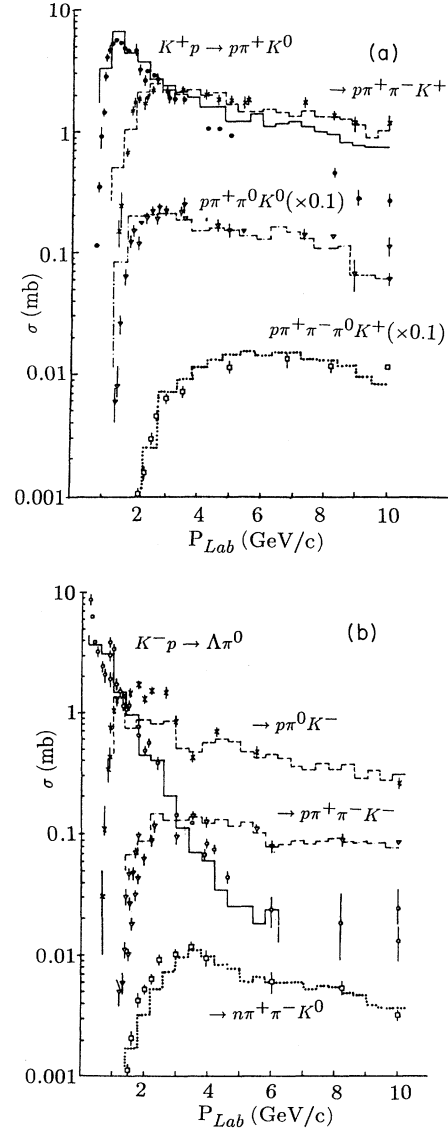 10
K⁺p → pπ⁺K⁰
(a)
→ pπ⁺π⁻K⁺
1
pπ⁺π⁰K⁰(×0.1)
0.1
σ (mb)
pπ⁺π⁻π⁰K⁺(×0.1)
0.01
0.001
2 4 6 8 10
P_Lab (GeV/c)
10
K⁻p → Λπ⁰
(b)
→ pπ⁰K⁻
1
σ (mb)
→ pπ⁺π⁻K⁻
0.1
0.01
→ nπ⁺π⁻K⁰
0.001
2 4 6 8 10
P_Lab (GeV/c)